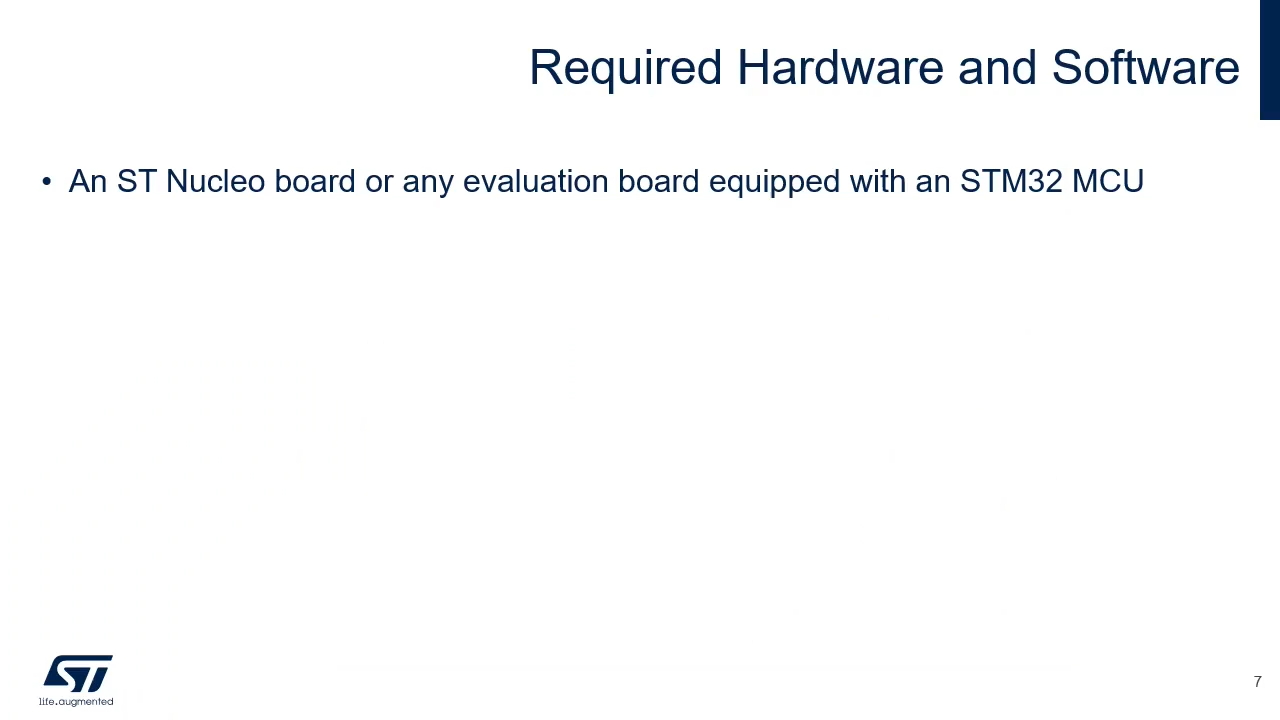 Required Hardware and Software
• An ST Nucleo board or any evaluation board equipped with an STM32 MCU
ST
life.augmented
7